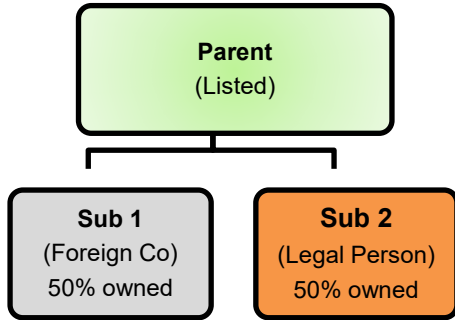 Parent
(Listed)
Sub 1
(Foreign Co)
50% owned
Sub 2
(Legal Person)
50% owned